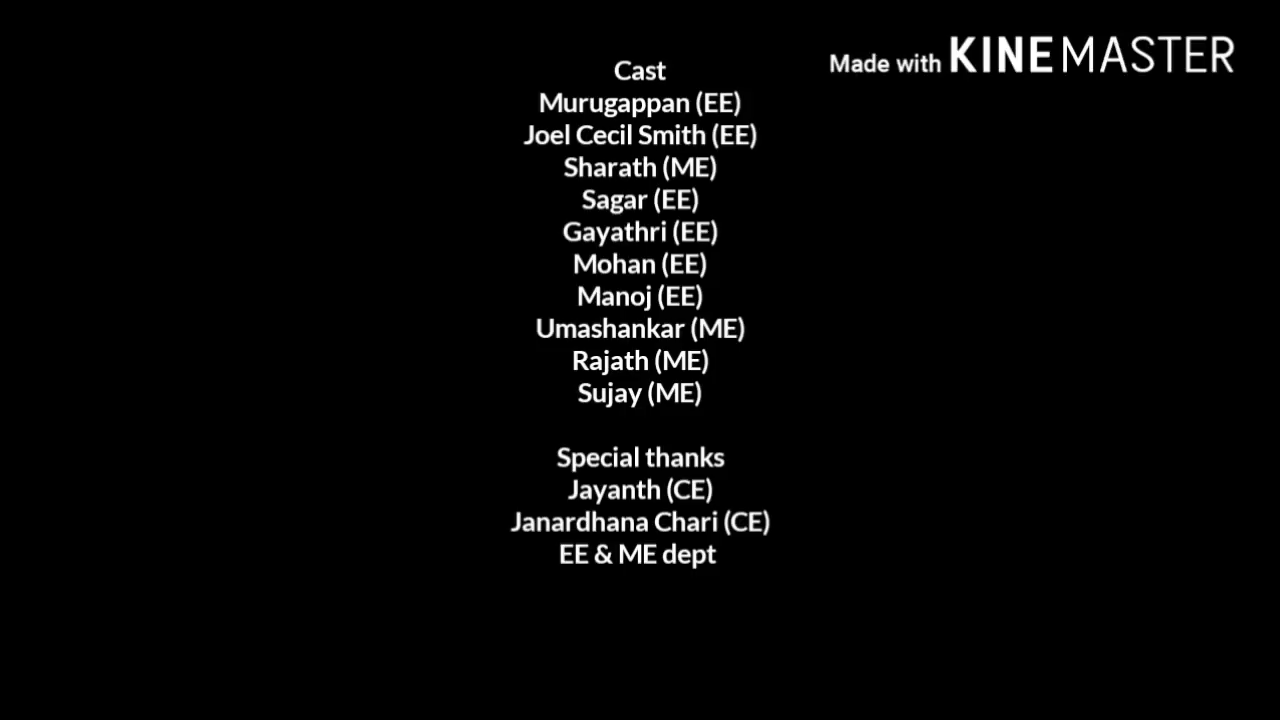 Made with KINEMASTER
Cast
Murugappan (EE)
Joel Cecil Smith (EE)
Sharath (ME)
Sagar (EE)
Gayathri (EE)
Mohan (EE)
Manoj (EE)
Umashankar (ME)
Rajath (ME)
Sujay (ME)
Special thanks
Jayanth (CE)
Janardhana Chari (CE)
EE & ME dept